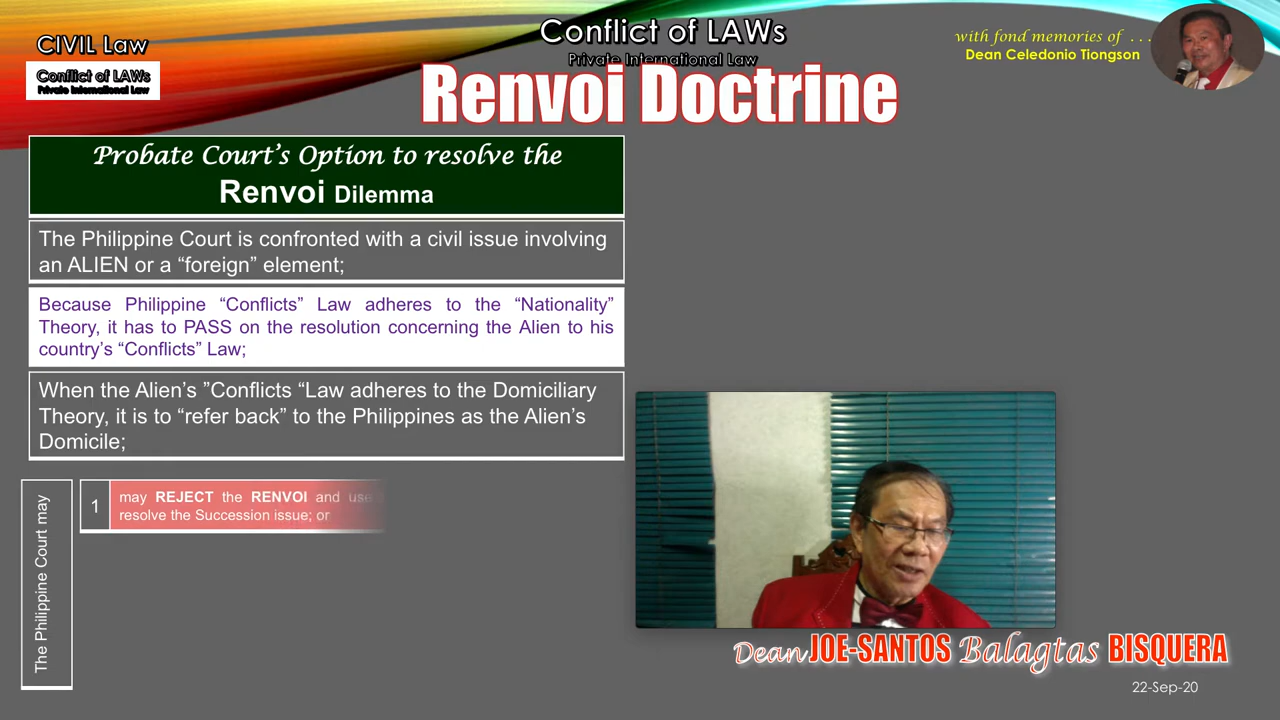 CIVIL Law
Conflict of LAWs
Private International Law
Conflict of LAWs
Private International Law
Renvoi Doctrine
with fond memories of . . .
Dean Celedonio Tiongson
Probate Court's Option to resolve the
Renvoi Dilemma
The Philippine Court is confronted with a civil issue involving
an ALIEN or a “foreign” element;
Because Philippine “Conflicts” Law adheres to the “Nationality”
Theory, it has to PASS on the resolution concerning the Alien to his
country’s “Conflicts” Law;
When the Alien’s ”Conflicts “Law adheres to the Domiciliary
Theory, it is to “refer back” to the Philippines as the Alien’s
Domicile;
The Philippine Court may
1
may REJECT the RENVOI and use
resolve the Succession issue; or
Dean JOE-SANTOS Balagtas BISQUERA
22-Sep-20